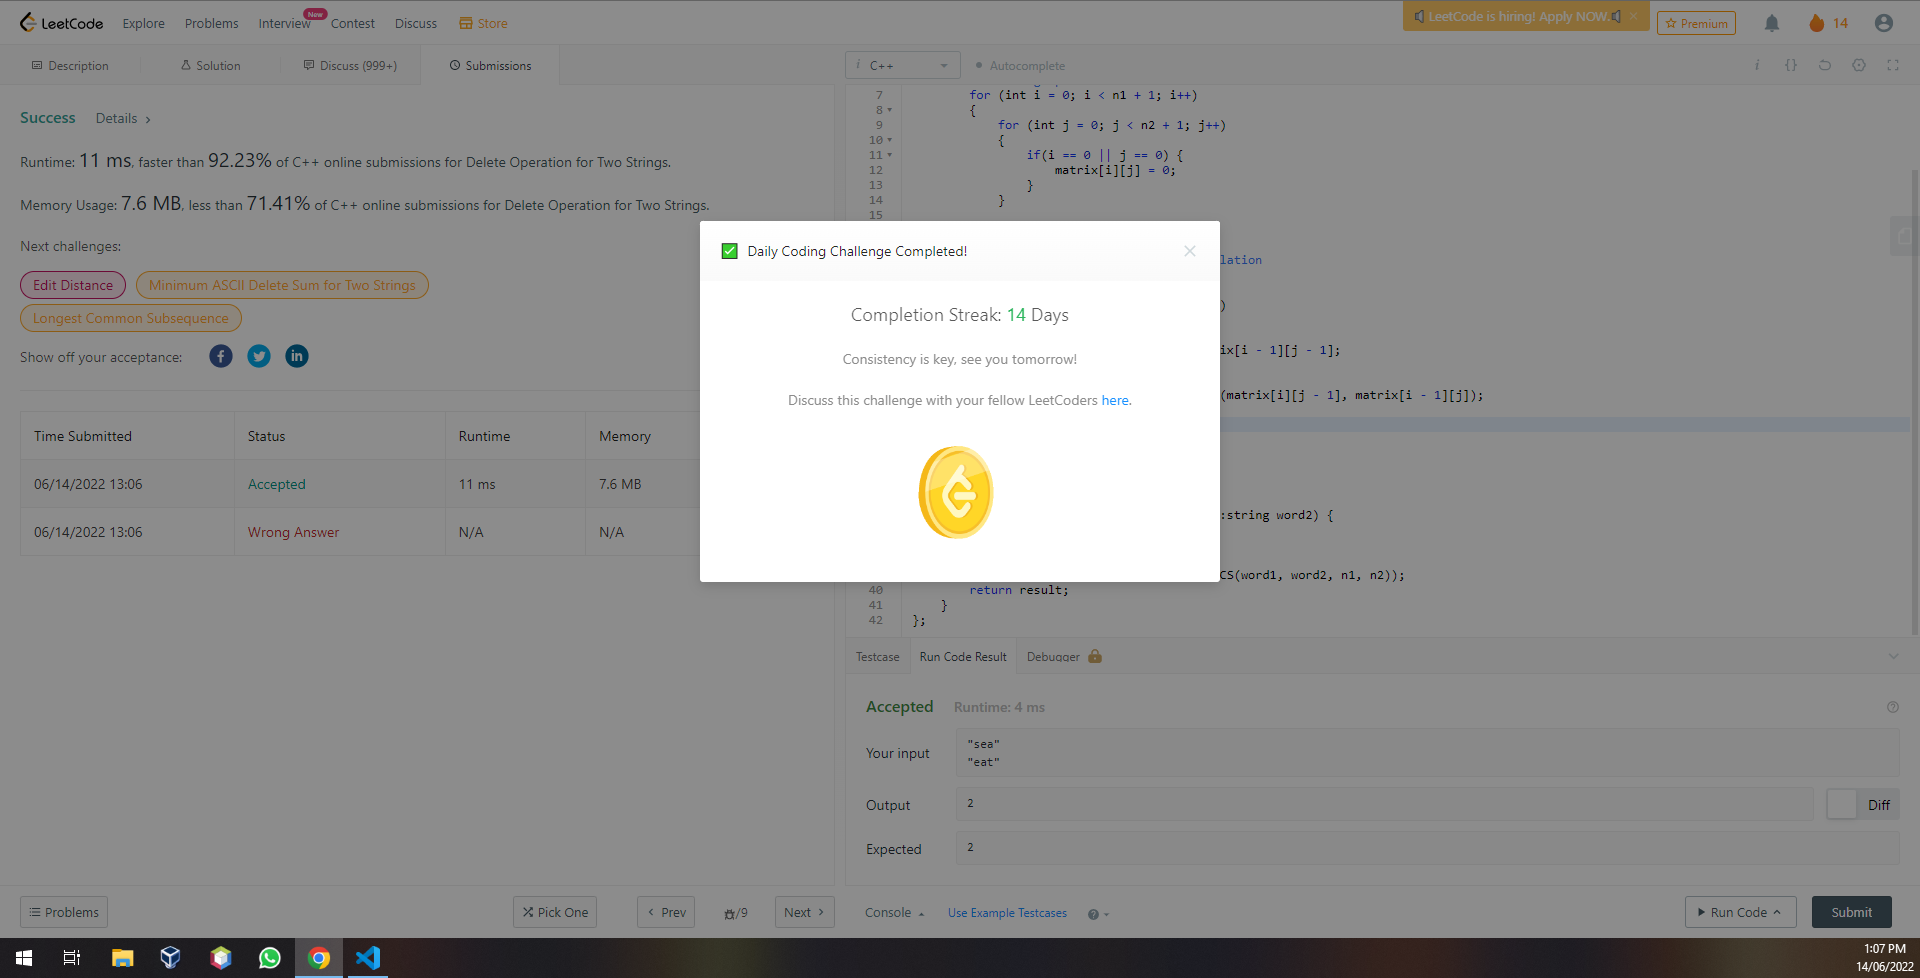 LeetCode
Explore
Problems
Interview
New
Contest
Discuss
Store
LeetCode is hiring! Apply NOW.
Premium
14
Description
Solution
Discuss (999+)
Submissions
i C++
Autocomplete
Success
Details
Runtime: 11 ms, faster than 92.23% of C++ online submissions for Delete Operation for Two Strings.
Memory Usage: 7.6 MB, less than 71.41% of C++ online submissions for Delete Operation for Two Strings.
Next challenges:
Edit Distance
Minimum ASCII Delete Sum for Two Strings
Longest Common Subsequence
Show off your acceptance:
Time Submitted Status Runtime Memory
06/14/2022 13:06 Accepted 11 ms 7.6 MB
06/14/2022 13:06 Wrong Answer N/A N/A
7 for (int i = 0; i < n1 + 1; i++)
8 {
9 for (int j = 0; j < n2 + 1; j++)
10 {
11 if(i == 0 || j == 0) {
12 matrix[i][j] = 0;
13 }
14 }
15
lation
)
ix[i - 1][j - 1];
(matrix[i][j - 1], matrix[i - 1][j]);
:string word2) {
CS(word1, word2, n1, n2));
40 return result;
41 }
42 };
Daily Coding Challenge Completed!
Completion Streak: 14 Days
Consistency is key, see you tomorrow!
Discuss this challenge with your fellow LeetCoders here.
Testcase
Run Code Result
Debugger
Accepted
Runtime: 4 ms
Your input
"sea"
"eat"
Output
2
Diff
Expected
2
Problems
Pick One
Prev
/9
Next
Console
Use Example Testcases
Run Code
Submit
1:07 PM
14/06/2022